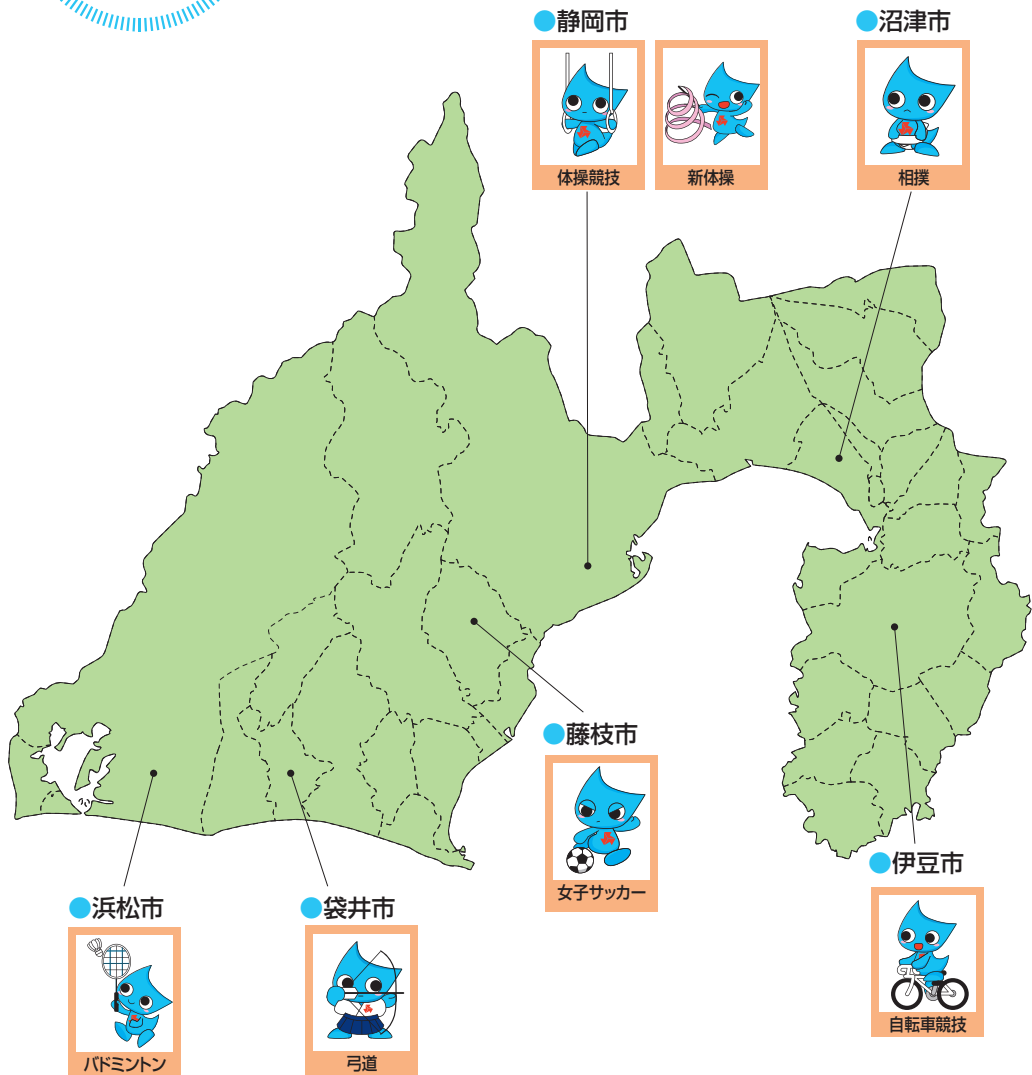 ●静岡市
体操競技
新体操
●沼津市
相撲
●藤枝市
女子サッカー
●伊豆市
自転車競技
●浜松市
バドミントン
●袋井市
弓道